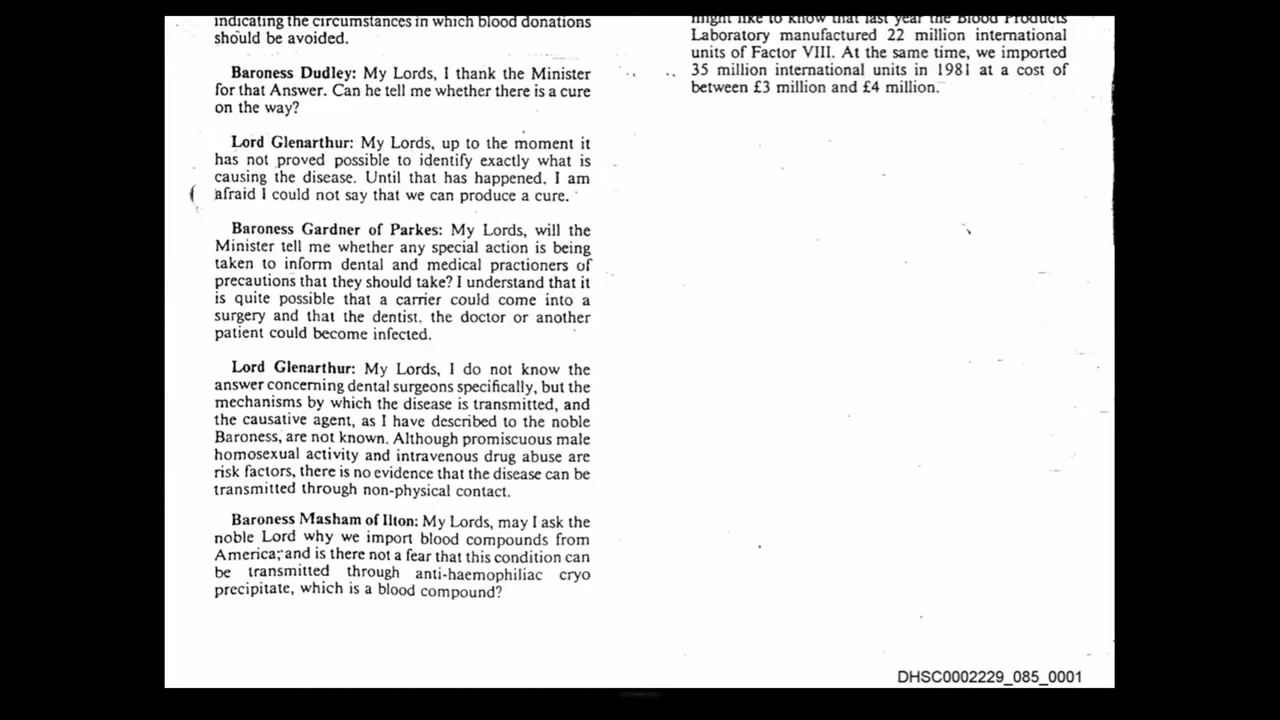 indicating the circumstances in which blood donations
should be avoided.
Baroness Dudley: My Lords, I thank the Minister
for that Answer. Can he tell me whether there is a cure
on the way?
Lord Glenarthur: My Lords, up to the moment it
has not proved possible to identify exactly what is
causing the disease. Until that has happened, I am
afraid I could not say that we can produce a cure.
Baroness Gardner of Parkes: My Lords, will the
Minister tell me whether any special action is being
taken to inform dental and medical practioners of
precautions that they should take? I understand that it
is quite possible that a carrier could come into a
surgery and that the dentist, the doctor or another
patient could become infected.
Lord Glenarthur: My Lords, I do not know the
answer concerning dental surgeons specifically, but the
mechanisms by which the disease is transmitted, and
the causative agent, as I have described to the noble
Baroness, are not known. Although promiscuous male
homosexual activity and intravenous drug abuse are
risk factors, there is no evidence that the disease can be
transmitted through non-physical contact.
Baroness Masham of Ilton: My Lords, may I ask the
noble Lord why we import blood compounds from
America; and is there not a fear that this condition can
be transmitted through anti-haemophiliac cryo
precipitate, which is a blood compound?
might like to know that last year the Blood Products
Laboratory manufactured 22 million international
units of Factor VIII. At the same time, we imported
35 million international units in 1981 at a cost of
between £3 million and £4 million.
DHSC0002229_085_0001